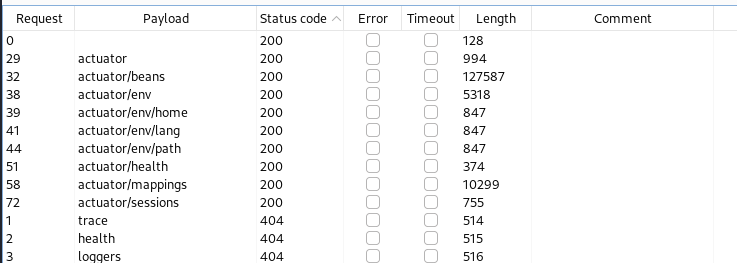 Request Payload Status code Error Timeout Length Comment
0 200 128
29 actuator 200 994
32 actuator/beans 200 127587
38 actuator/env 200 5318
39 actuator/env/home 200 847
41 actuator/env/lang 200 847
44 actuator/env/path 200 847
51 actuator/health 200 374
58 actuator/mappings 200 10299
72 actuator/sessions 200 755
1 trace 404 514
2 health 404 515
3 loggers 404 516